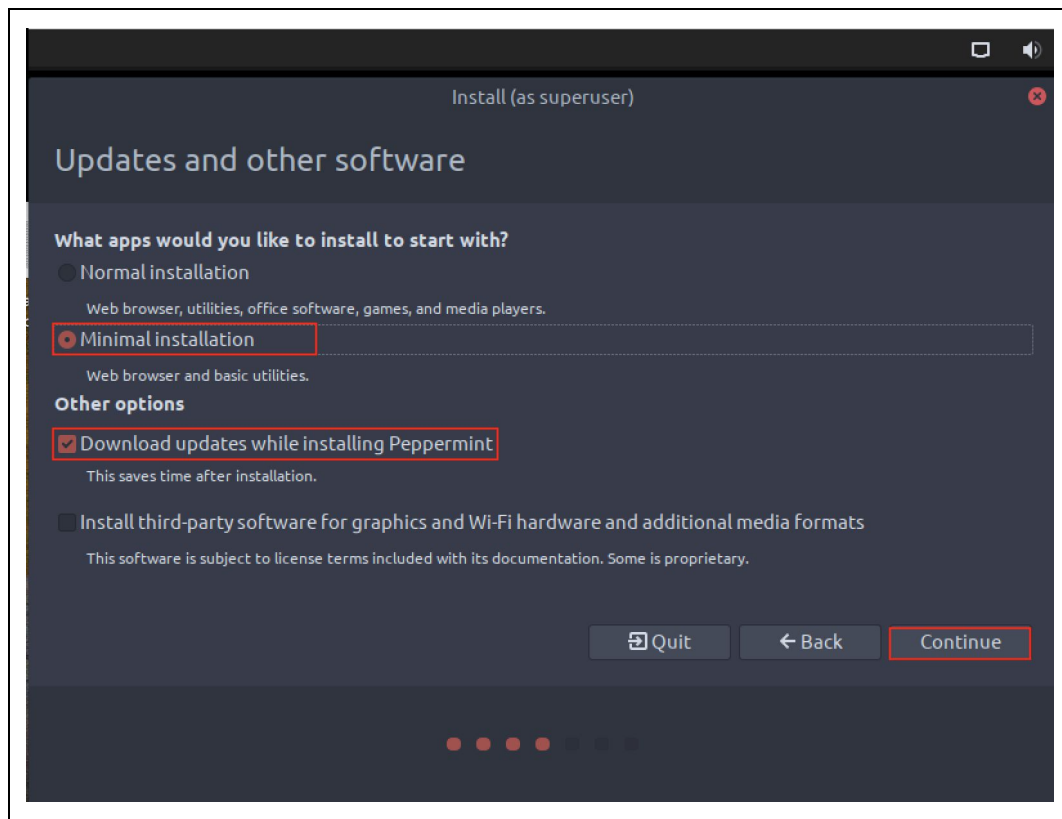 Install (as superuser)
Updates and other software
What apps would you like to install to start with?
Normal installation
Web browser, utilities, office software, games, and media players.
Minimal installation
Web browser and basic utilities.
Other options
Download updates while installing Peppermint
This saves time after installation.
Install third-party software for graphics and Wi-Fi hardware and additional media formats
This software is subject to license terms included with its documentation. Some is proprietary.
Quit Back Continue